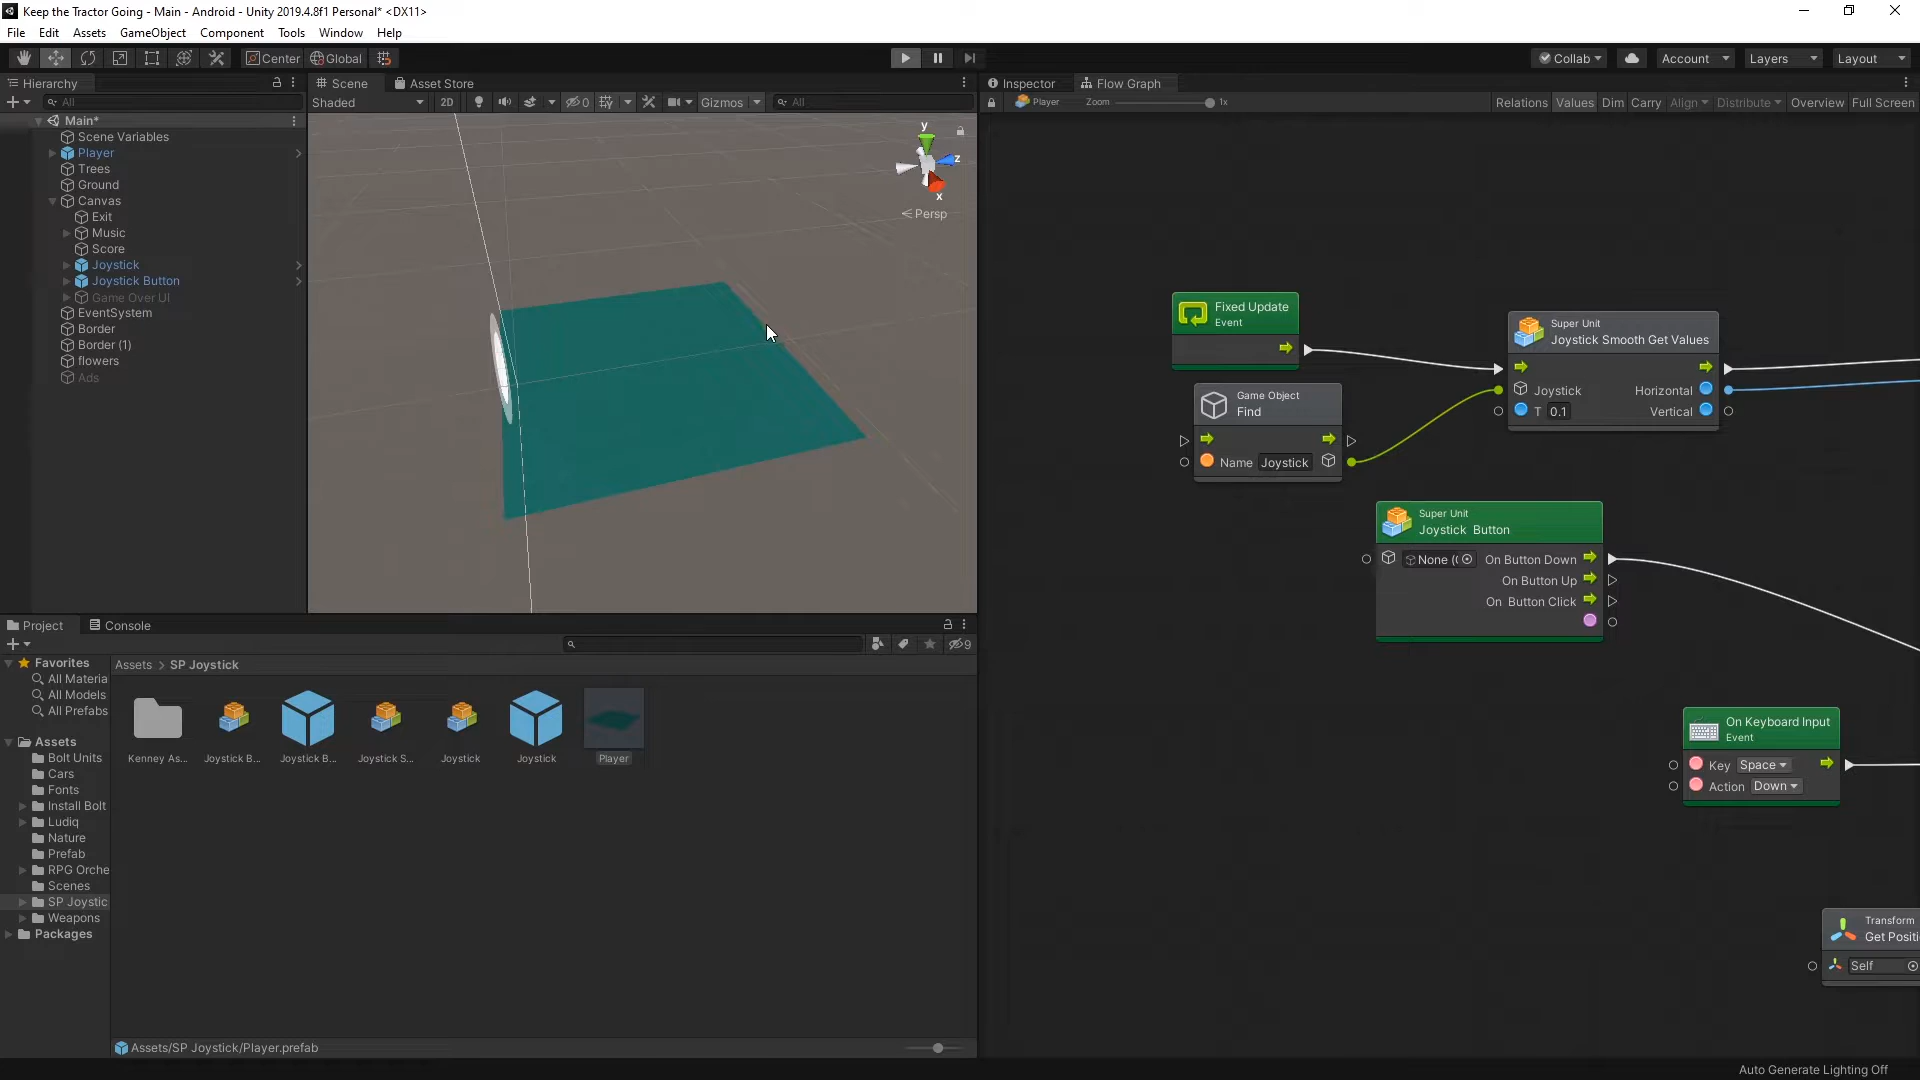 Keep the Tractor Going - Main - Android - Unity 2019.4.8f1 Personal* <DX11>
File Edit Assets GameObject Component Tools Window Help
Center Global
Collab Account Layers Layout
Hierarchy
All
Main*
Scene Variables
Player
Trees
Ground
Canvas
Exit
Music
Score
Joystick
Joystick Button
Game Over UI
EventSystem
Border
Border (1)
flowers
Ads
Scene Asset Store
Shaded 2D 0 Gizmos All
y
z
x
Persp
Inspector Flow Graph
Player Zoom 1x
Relations Values Dim Carry Align Distribute Overview Full Screen
Fixed Update
Event
Game Object
Find
Name Joystick
Super Unit
Joystick Smooth Get Values
Joystick Horizontal
T 0.1 Vertical
Super Unit
Joystick Button
None (( On Button Down
On Button Up
On Button Click
On Keyboard Input
Event
Key Space
Action Down
Transform
Get Positi
Self
Project Console
9
Favorites
All Materia
All Models
All Prefabs
Assets
Bolt Units
Cars
Fonts
Install Bolt
Ludiq
Nature
Prefab
RPG Orche
Scenes
SP Joystic
Weapons
Packages
Assets > SP Joystick
Kenney As...
Joystick B...
Joystick B...
Joystick S...
Joystick
Joystick
Player
Assets/SP Joystick/Player.prefab
Auto Generate Lighting Off